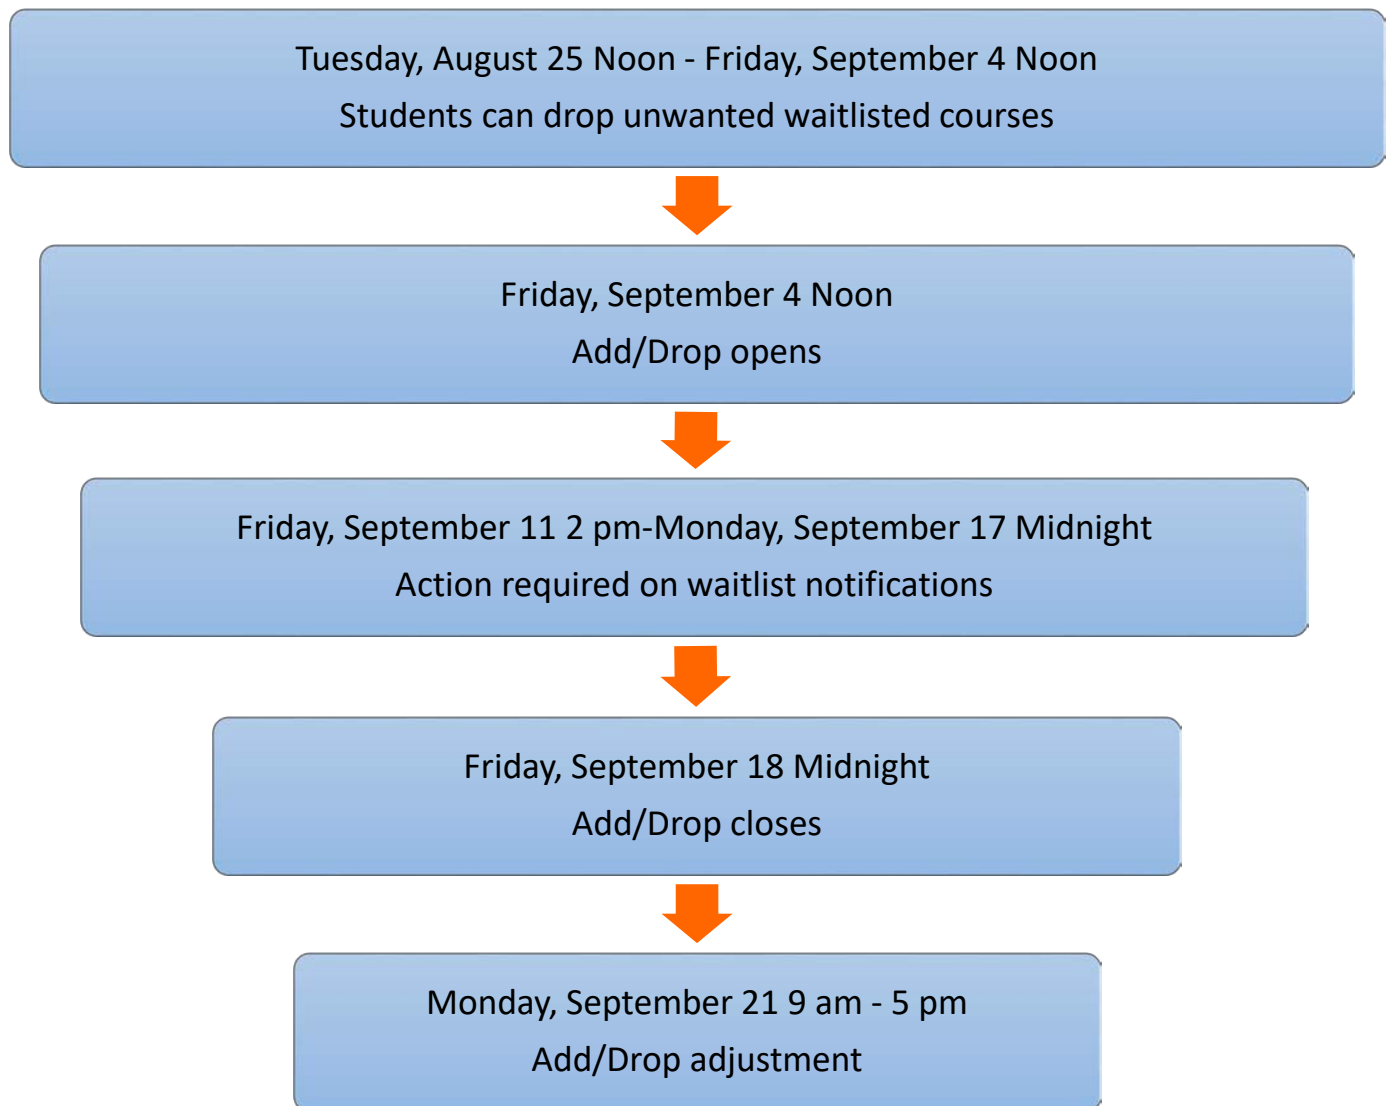 Tuesday, August 25 Noon - Friday, September 4 Noon
Students can drop unwanted waitlisted courses
Friday, September 4 Noon
Add/Drop opens
Friday, September 11 2 pm-Monday, September 17 Midnight
Action required on waitlist notifications
Friday, September 18 Midnight
Add/Drop closes
Monday, September 21 9 am - 5 pm
Add/Drop adjustment